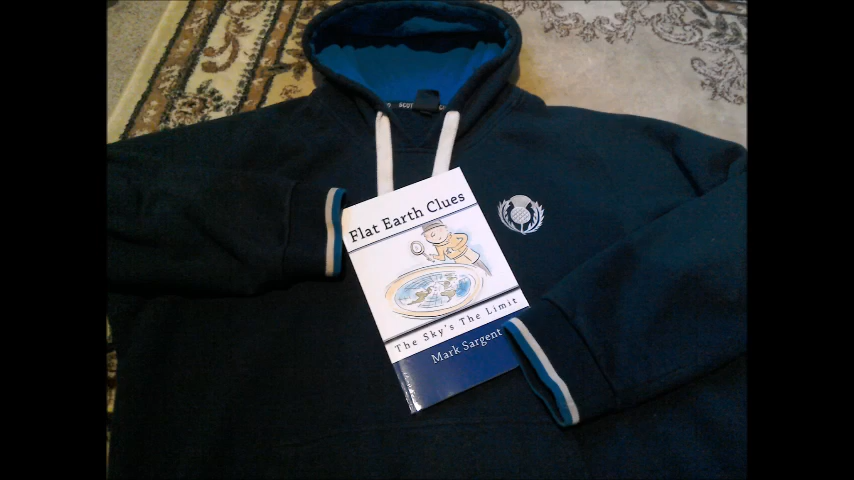 Flat Earth Clues
The Sky's The Limit
Mark Sargent